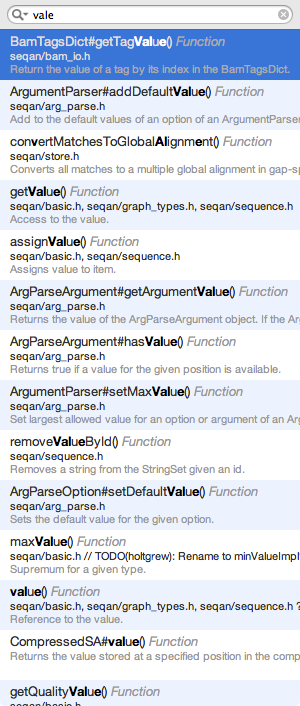 vale
BamTagsDict#getTagValue() Function
seqan/bam_io.h
Return the value of a tag by its index in the BamTagsDict.
ArgumentParser#addDefaultValue() Function
seqan/arg_parse.h
Add to the default values of an option of an ArgumentParser
convertMatchesToGlobalAlignment() Function
seqan/store.h
Converts all matches to a multiple global alignment in gap-sp
getValue() Function
seqan/basic.h, seqan/graph_types.h, seqan/sequence.h
Access to the value.
assignValue() Function
seqan/basic.h, seqan/sequence.h
Assigns value to item.
ArgParseArgument#getArgumentValue() Function
seqan/arg_parse.h
Returns the value of the ArgParseArgument object. If the Ar
ArgParseArgument#hasValue() Function
seqan/arg_parse.h
Returns true if a value for the given position is available.
ArgumentParser#setMaxValue() Function
seqan/arg_parse.h
Set largest allowed value for an option or argument of an Ar
removeValueById() Function
seqan/sequence.h
Removes a string from the StringSet given an id.
ArgParseOption#setDefaultValue() Function
seqan/arg_parse.h
Sets the default value for the given option.
maxValue() Function
seqan/basic.h // TODO(holtgrew): Rename to minValueImpl
Supremum for a given type.
value() Function
seqan/basic.h, seqan/graph_types.h, seqan/sequence.h ?
Reference to the value.
CompressedSA#value() Function
Returns the value stored at a specified position in the comp
getQualityValue() Function
seqan/basic.h